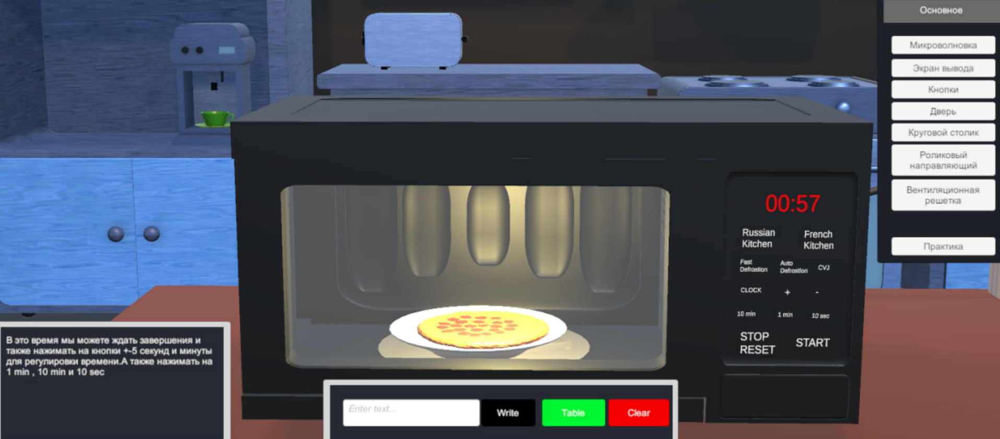 Основное
Микроволновка
Экран вывода
Кнопки
Дверь
Круговой столик
Роликовый
направляющий
Вентиляционная
решетка
Практика
00:57
Russian
Kitchen
French
Kitchen
Fast
Defrostion
Auto
Defrostion
CVJ
CLOCK
+
-
10 min
1 min
10 sec
STOP
RESET
START
В это время мы можете ждать завершения и
также нажимать на кнопки +-5 секунд и минуты
для регулировки времени.А также нажимать на
1 min , 10 min и 10 sec
Enter text...
Write
Table
Clear